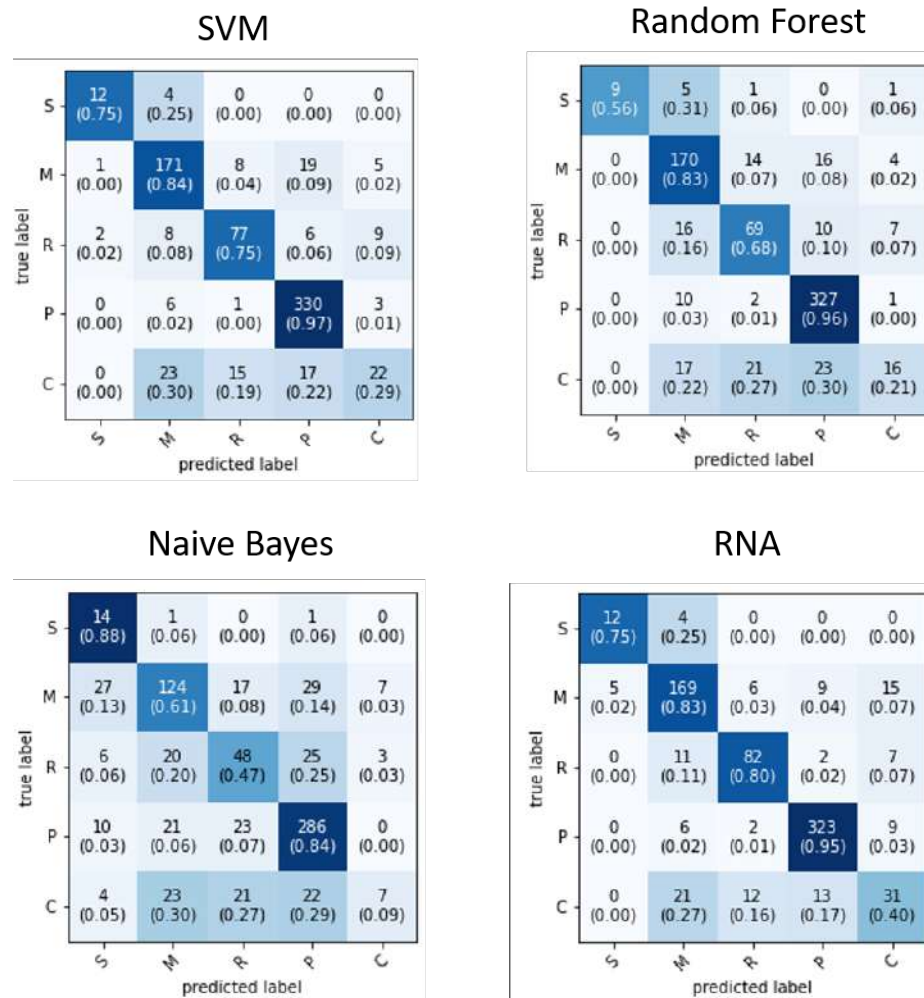 SVM
S 12 4 0 0 0
(0.75) (0.25) (0.00) (0.00) (0.00)
M 1 171 8 19 5
(0.00) (0.84) (0.04) (0.09) (0.02)
R 2 8 77 6 9
(0.02) (0.08) (0.75) (0.06) (0.09)
P 0 6 1 330 3
(0.00) (0.02) (0.00) (0.97) (0.01)
C 0 23 15 17 22
(0.00) (0.30) (0.19) (0.22) (0.29)
true label
S M R P C
predicted label
Random Forest
S 9 5 1 0 1
(0.56) (0.31) (0.06) (0.00) (0.06)
M 0 170 14 16 4
(0.00) (0.83) (0.07) (0.08) (0.02)
R 0 16 69 10 7
(0.00) (0.16) (0.68) (0.10) (0.07)
P 0 10 2 327 1
(0.00) (0.03) (0.01) (0.96) (0.00)
C 0 17 21 23 16
(0.00) (0.22) (0.27) (0.30) (0.21)
true label
S M R P C
predicted label
Naive Bayes
S 14 1 0 1 0
(0.88) (0.06) (0.00) (0.06) (0.00)
M 27 124 17 29 7
(0.13) (0.61) (0.08) (0.14) (0.03)
R 6 20 48 25 3
(0.06) (0.20) (0.47) (0.25) (0.03)
P 10 21 23 286 0
(0.03) (0.06) (0.07) (0.84) (0.00)
C 4 23 21 22 7
(0.05) (0.30) (0.27) (0.29) (0.09)
true label
S M R P C
predicted label
RNA
S 12 4 0 0 0
(0.75) (0.25) (0.00) (0.00) (0.00)
M 5 169 6 9 15
(0.02) (0.83) (0.03) (0.04) (0.07)
R 0 11 82 2 7
(0.00) (0.11) (0.80) (0.02) (0.07)
P 0 6 2 323 9
(0.00) (0.02) (0.01) (0.95) (0.03)
C 0 21 12 13 31
(0.00) (0.27) (0.16) (0.17) (0.40)
true label
S M R P C
predicted label